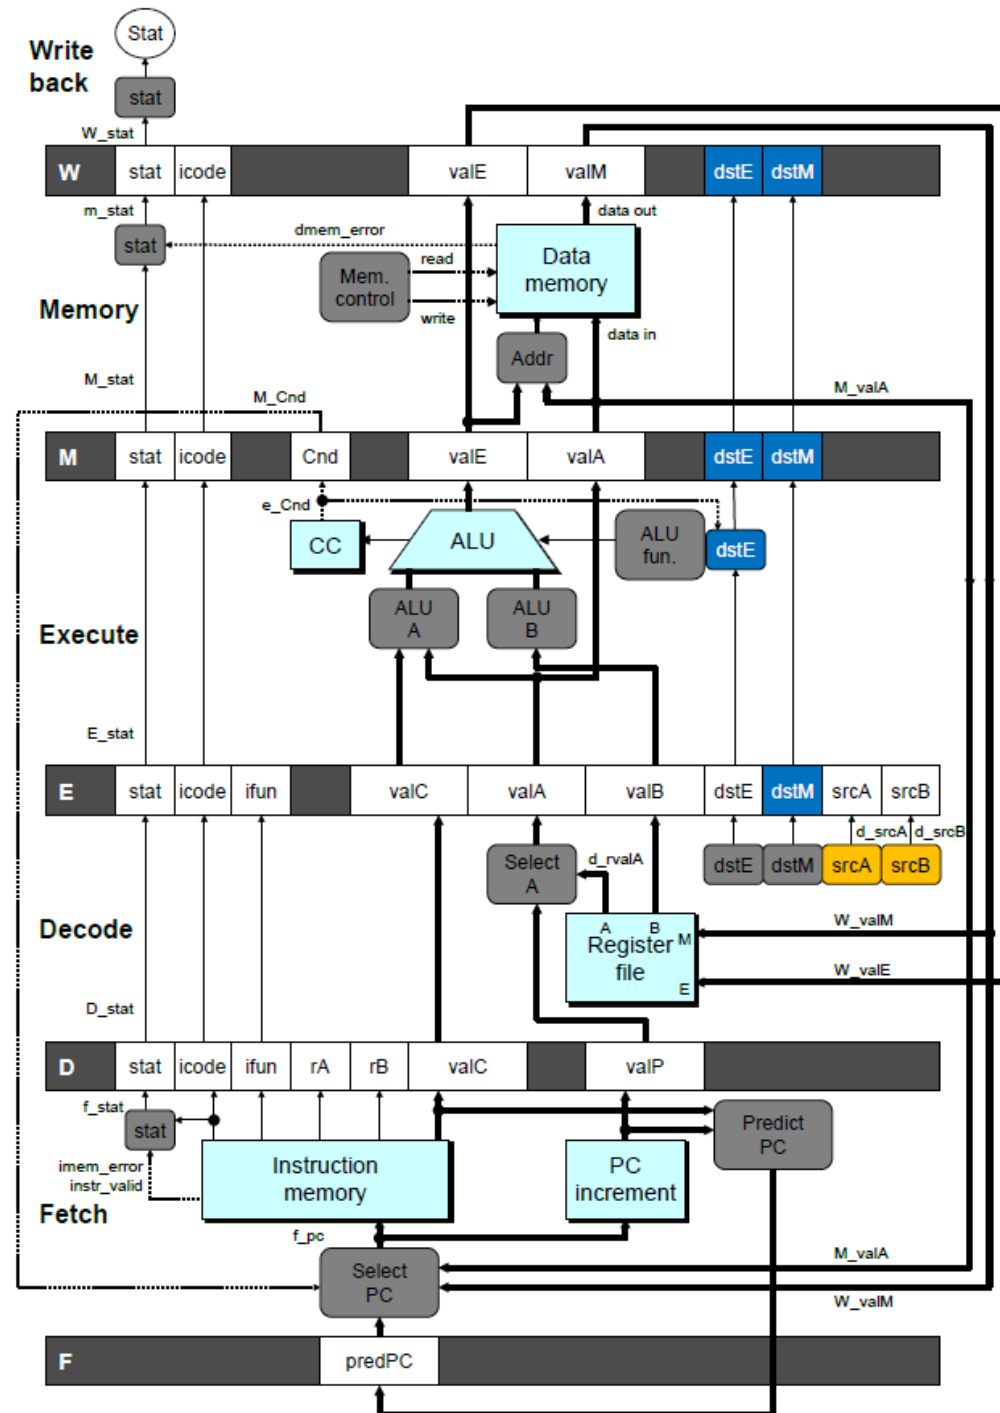 Stat
Write
back
stat
W_stat
W stat icode valE valM dstE dstM
m_stat
data out
dmem_error
stat
read
Mem.
control
Data
memory
write
Memory
data in
Addr
M_stat
M_valA
M_Cnd
M stat icode Cnd valE valA dstE dstM
e_Cnd
CC
ALU
ALU
fun.
dstE
ALU
A
ALU
B
Execute
E_stat
E stat icode ifun valC valA valB dstE dstM srcA srcB
d_srcA d_srcB
Select
A
d_rvalA
dstE dstM srcA srcB
Decode
A B
Register
file
M
E
W_valM
W_valE
D_stat
D stat icode ifun rA rB valC valP
f_stat
stat
Predict
PC
imem_error
instr_valid
Instruction
memory
PC
increment
Fetch
f_pc
M_valA
Select
PC
W_valM
F predPC